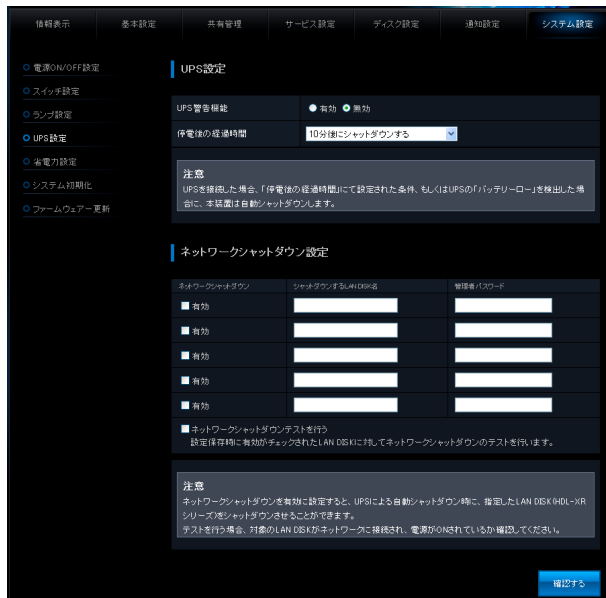 情報表示 基本設定 共有管理 サービス設定 ディスク設定 通知設定 システム設定
電源ON/OFF設定
スイッチ設定
ランプ設定
UPS設定
省電力設定
システム初期化
ファームウェアー更新
UPS設定
UPS警告機能 有効 無効
停電後の経過時間 10分後にシャットダウンする
注意
UPSを接続した場合、「停電後の経過時間」にて設定された条件、もしくはUPSの「バッテリーロー」を検出した場
合に、本装置は自動シャットダウンします。
ネットワークシャットダウン設定
ネットワークシャットダウン シャットダウンするLAN DISK名 管理者パスワード
有効
有効
有効
有効
有効
ネットワークシャットダウンテストを行う
設定保存時に有効がチェックされたLAN DISKに対してネットワークシャットダウンのテストを行います。
注意
ネットワークシャットダウンを有効に設定すると、UPSによる自動シャットダウン時に、指定したLAN DISK(HDL-XR
シリーズ)をシャットダウンさせることができます。
テストを行う場合、対象のLAN DISKがネットワークに接続され、電源がONされているか確認してください。
確認する